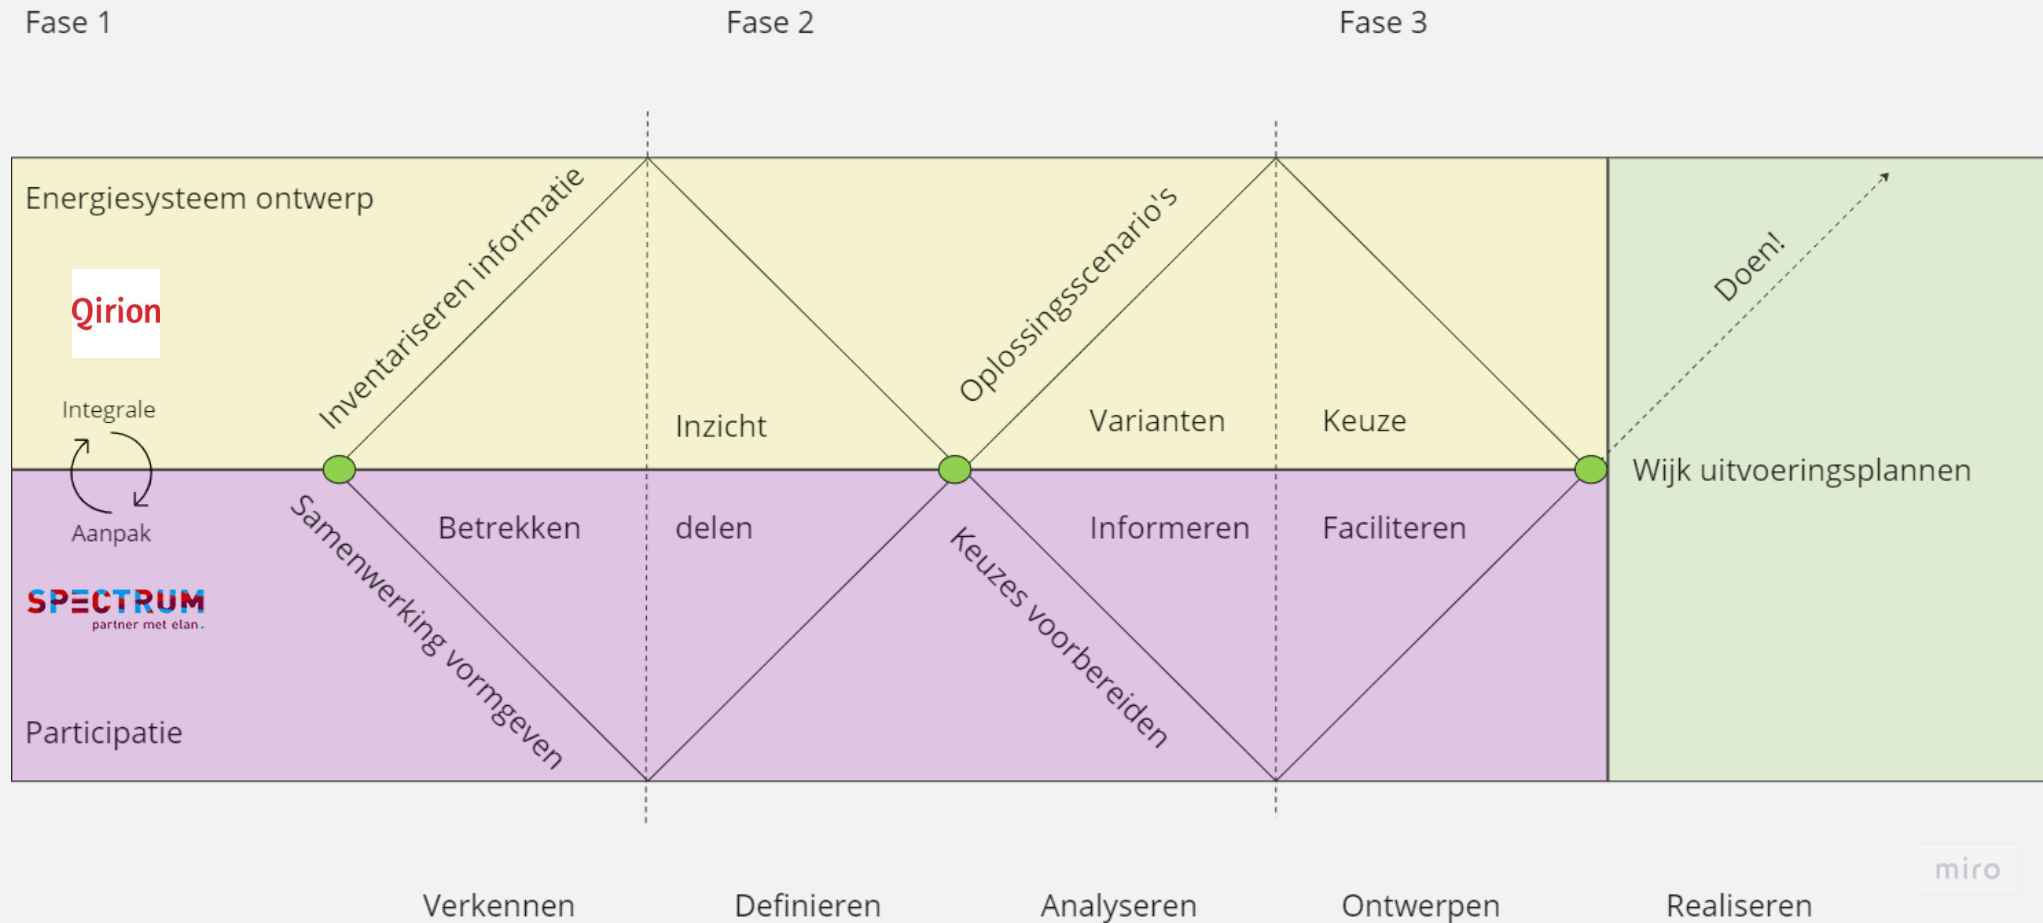 Fase 1
Fase 2
Fase 3
Energiesysteem ontwerp
Qirion
Integrale
Aanpak
SPECTRUM
partner met elan.
Participatie
Inventariseren informatie
Samenwerking vormgeven
Betrekken
Inzicht
delen
Oplossingsscenario's
Keuzes voorbereiden
Varianten
Informeren
Keuze
Faciliteren
Doen!
Wijk uitvoeringsplannen
miro
Verkennen
Definieren
Analyseren
Ontwerpen
Realiseren